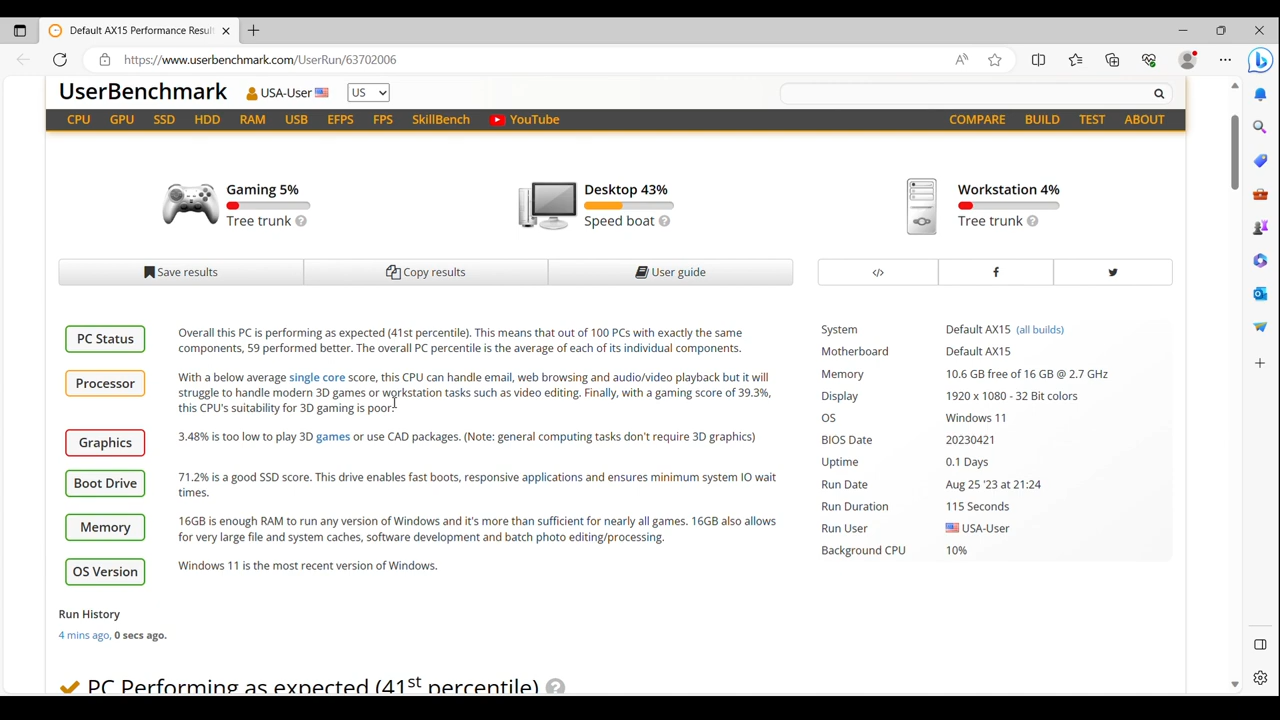 Default AX15 Performance Resul
https://www.userbenchmark.com/UserRun/63702006
UserBenchmark USA-User US
CPU GPU SSD HDD RAM USB EFPS FPS SkillBench YouTube COMPARE BUILD TEST ABOUT
Gaming 5%
Tree trunk
Desktop 43%
Speed boat
Workstation 4%
Tree trunk
Save results Copy results User guide </> f
PC Status
Overall this PC is performing as expected (41st percentile). This means that out of 100 PCs with exactly the same
components, 59 performed better. The overall PC percentile is the average of each of its individual components.
Processor
With a below average single core score, this CPU can handle email, web browsing and audio/video playback but it will
struggle to handle modern 3D games or workstation tasks such as video editing. Finally, with a gaming score of 39.3%,
this CPU's suitability for 3D gaming is poor.
Graphics
3.48% is too low to play 3D games or use CAD packages. (Note: general computing tasks don't require 3D graphics)
Boot Drive
71.2% is a good SSD score. This drive enables fast boots, responsive applications and ensures minimum system IO wait
times.
Memory
16GB is enough RAM to run any version of Windows and it's more than sufficient for nearly all games. 16GB also allows
for very large file and system caches, software development and batch photo editing/processing.
OS Version
Windows 11 is the most recent version of Windows.
System Default AX15 (all builds)
Motherboard Default AX15
Memory 10.6 GB free of 16 GB @ 2.7 GHz
Display 1920 x 1080 - 32 Bit colors
OS Windows 11
BIOS Date 20230421
Uptime 0.1 Days
Run Date Aug 25 '23 at 21:24
Run Duration 115 Seconds
Run User USA-User
Background CPU 10%
Run History
4 mins ago, 0 secs ago.
PC Performing as expected (41st percentile)